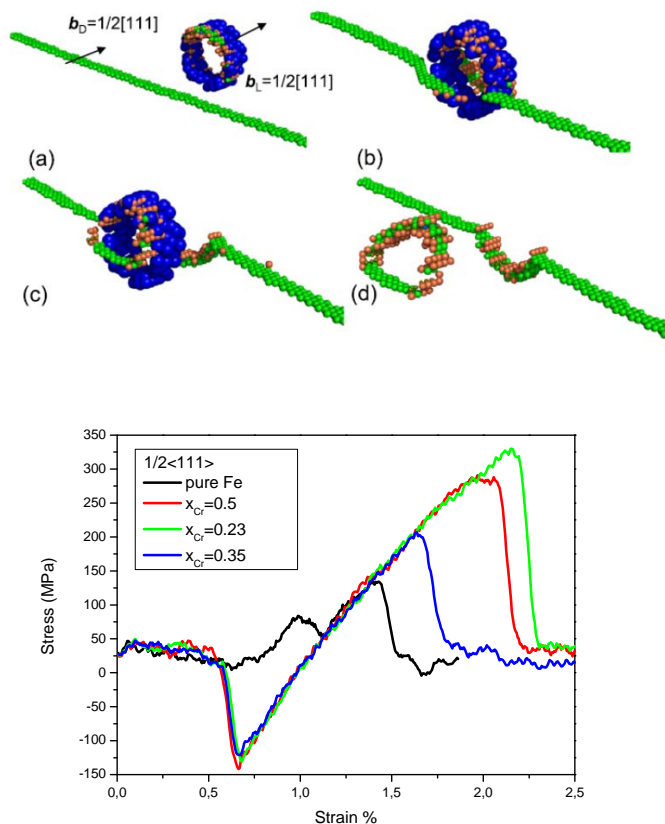 b_D=1/2[111]
b_L=1/2[111]
(a)
(b)
(c)
(d)
350
300
250
200
150
100
50
0
-50
-100
-150
Stress (MPa)
1/2<111>
pure Fe
x_Cr=0.5
x_Cr=0.23
x_Cr=0.35
0,0
0,5
1,0
1,5
2,0
2,5
Strain %